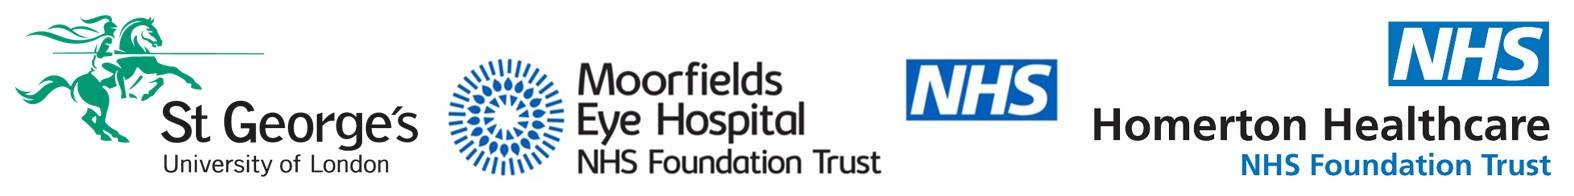 St George's
University of London
Moorfields
Eye Hospital
NHS Foundation Trust
NHS
NHS
Homerton Healthcare
NHS Foundation Trust